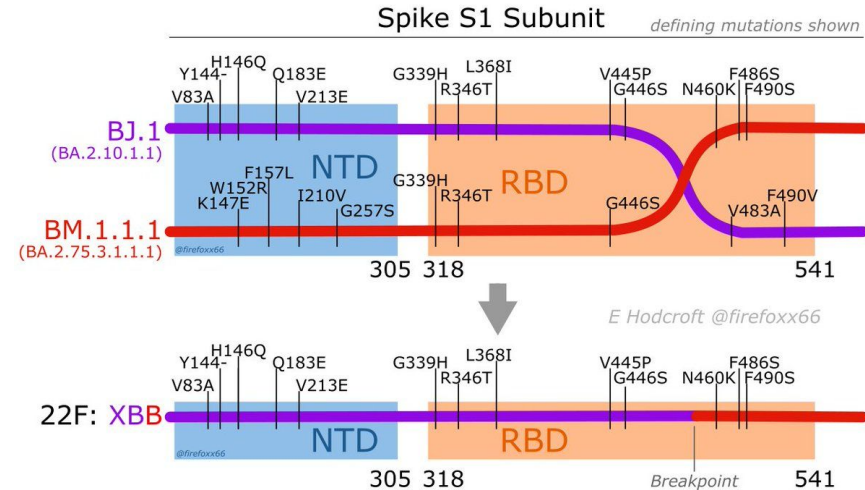 Spike S1 Subunit
defining mutations shown
H146Q
L368I
Y144-
Q183E
G339H
V445P
F486S
V83A
V213E
R346T
G446S
N460K
F490S
BJ.1
(BA.2.10.1.1)
NTD
RBD
F157L
G339H
W152R
I210V
R346T
F490V
K147E
G257S
G446S
V483A
BM.1.1.1
(BA.2.75.3.1.1.1)
@firefoxx66
305 318
541
E Hodcroft @firefoxx66
H146Q
L368I
Y144-
Q183E
G339H
V445P
F486S
V83A
V213E
R346T
G446S
N460K
F490S
22F: XBB
NTD
RBD
@firefoxx66
305 318
Breakpoint
541